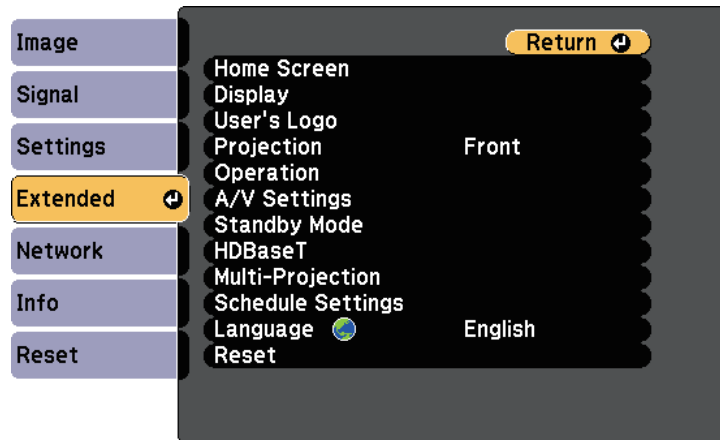 Image
Signal
Settings
Extended
Network
Info
Reset
Return
Home Screen
Display
User's Logo
Projection Front
Operation
A/V Settings
Standby Mode
HDBaseT
Multi-Projection
Schedule Settings
Language English
Reset